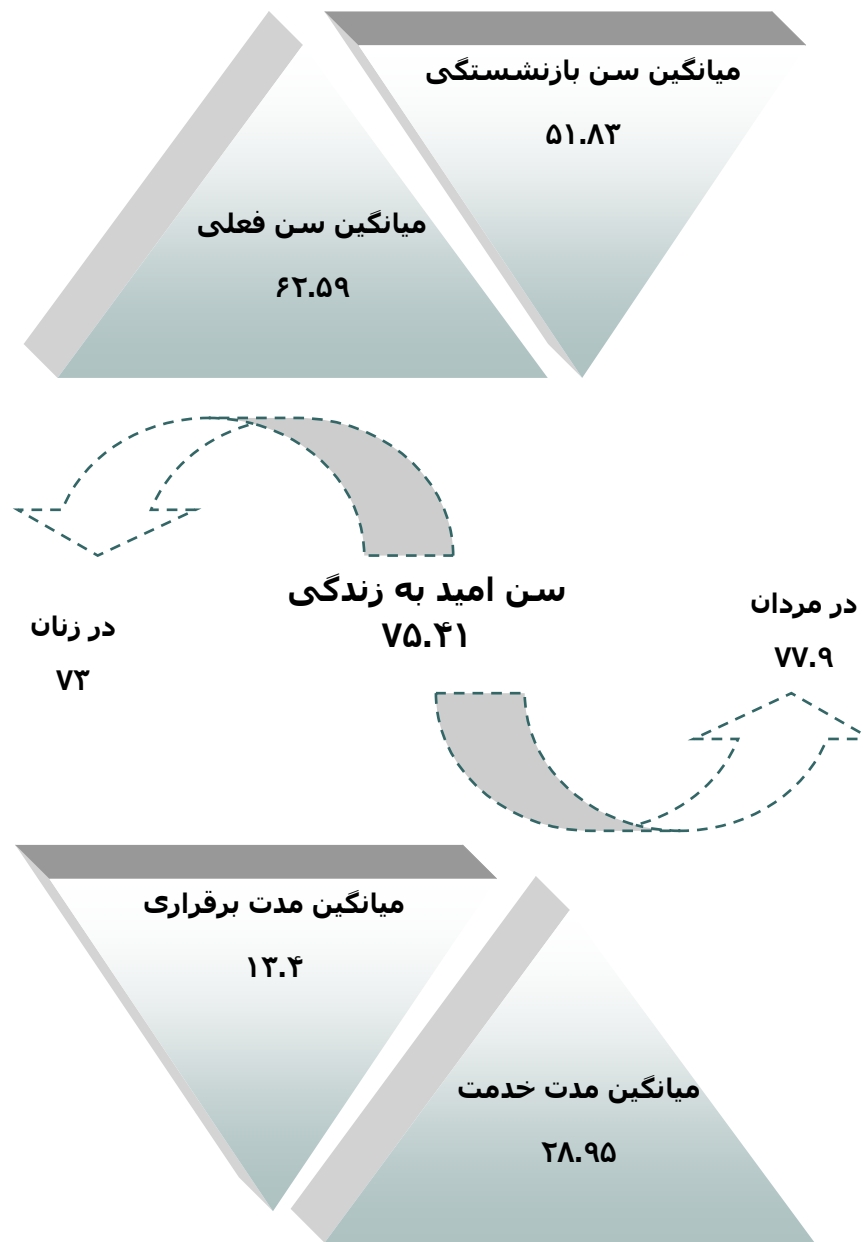 میانگین سن بازنشستگی
۵۱.۸۳
میانگین سن فعلی
۶۲.۵۹
سن امید به زندگی
۷۵.۴۱
در مردان
۷۷.۹
در زنان
۷۳
میانگین مدت برقراری
۱۳.۴
میانگین مدت خدمت
۲۸.۹۵